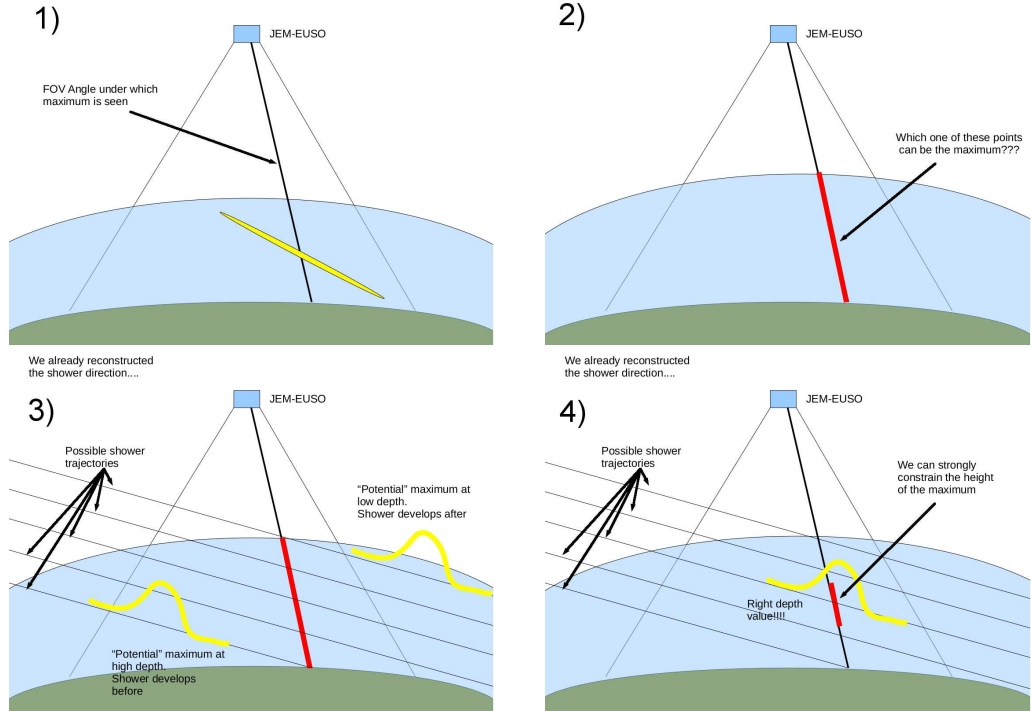 1)
JEM-EUSO
FOV Angle under which
maximum is seen
2)
JEM-EUSO
Which one of these points
can be the maximum???
We already reconstructed
the shower direction....
3)
JEM-EUSO
Possible shower
trajectories
“Potential” maximum at
low depth.
Shower develops after
“Potential” maximum at
high depth.
Shower develops
before
We already reconstructed
the shower direction....
4)
JEM-EUSO
Possible shower
trajectories
We can strongly
constrain the height
of the maximum
Right depth
value!!!!